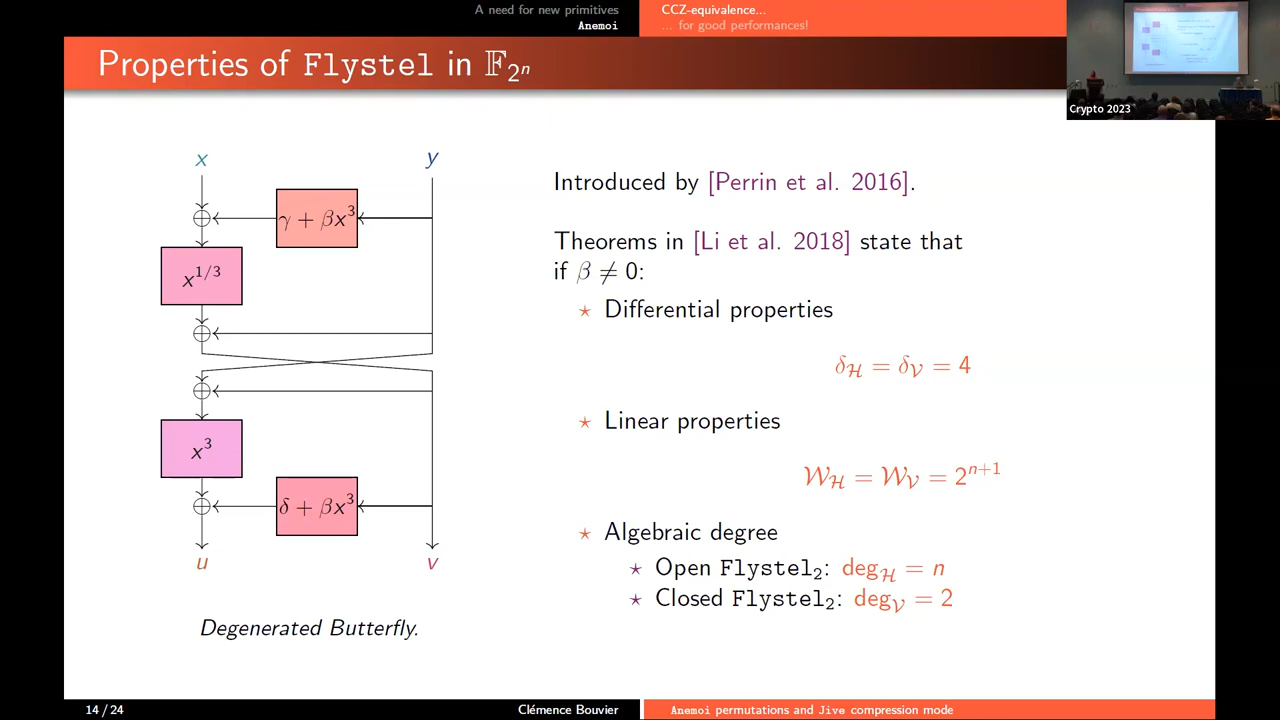 A need for new primitives
Anemoi
CCZ-equivalence...
... for good performances!
Properties of Flystel in 𝔽₂ⁿ
Crypto 2023
x
y
γ + βx³
x^{1/3}
x³
δ + βx³
u
v
Degenerated Butterfly.
Introduced by [Perrin et al. 2016].
Theorems in [Li et al. 2018] state that
if β ≠ 0:
⋆ Differential properties
δ_ℋ = δ_𝒱 = 4
⋆ Linear properties
𝒲_ℋ = 𝒲_𝒱 = 2^{n+1}
⋆ Algebraic degree
⋆ Open Flystel₂: deg_ℋ = n
⋆ Closed Flystel₂: deg_𝒱 = 2
14 / 24
Clémence Bouvier
Anemoi permutations and Jive compression mode